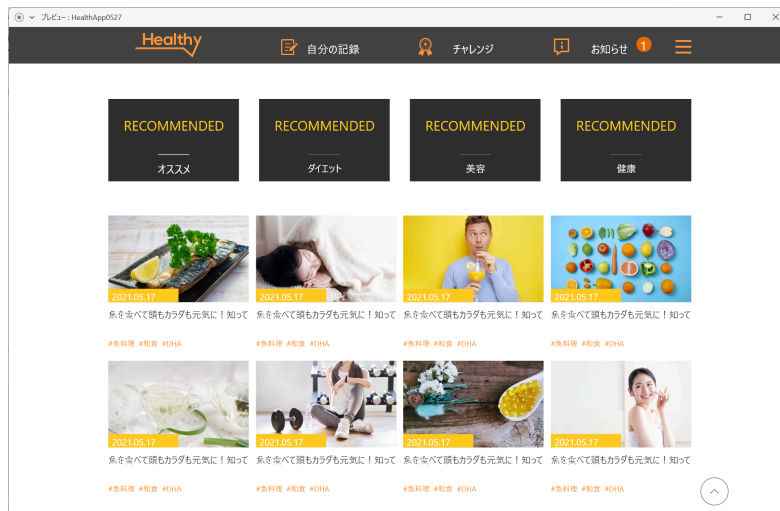 プレビュー: HealthApp0527
Healthy
自分の記録
チャレンジ
お知らせ
1
RECOMMENDED
オススメ
RECOMMENDED
ダイエット
RECOMMENDED
美容
RECOMMENDED
健康
2021.05.17
2021.05.17
2021.05.17
2021.05.17
魚を食べて頭もカラダも元気に！知って
魚を食べて頭もカラダも元気に！知って
魚を食べて頭もカラダも元気に！知って
魚を食べて頭もカラダも元気に！知って
#魚料理 #和食 #DHA
#魚料理 #和食 #DHA
#魚料理 #和食 #DHA
#魚料理 #和食 #DHA
2021.05.17
2021.05.17
2021.05.17
2021.05.17
魚を食べて頭もカラダも元気に！知って
魚を食べて頭もカラダも元気に！知って
魚を食べて頭もカラダも元気に！知って
魚を食べて頭もカラダも元気に！知って
#魚料理 #和食 #DHA
#魚料理 #和食 #DHA
#魚料理 #和食 #DHA
#魚料理 #和食 #DHA